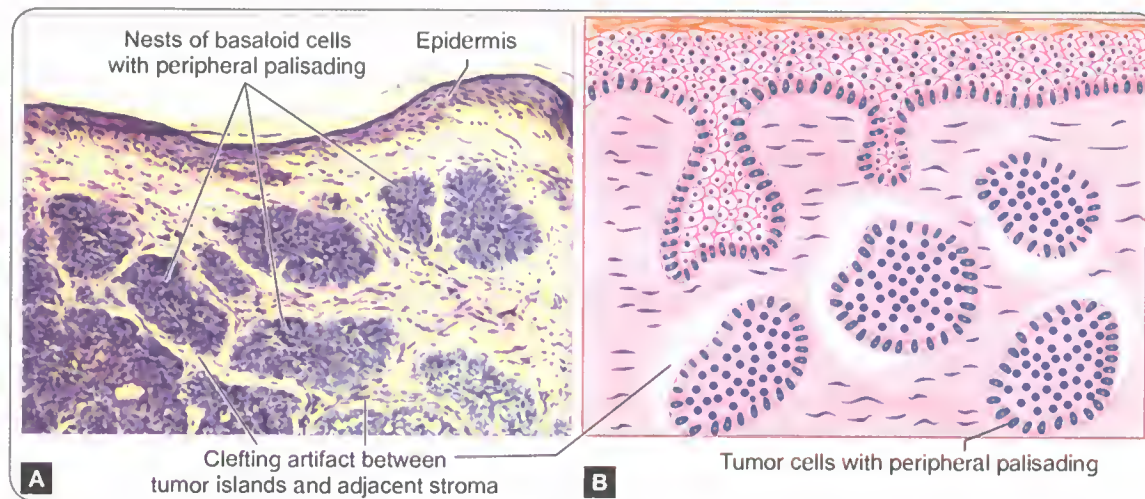 Nests of basaloid cells
with peripheral palisading
Epidermis
A
Clefting artifact between
tumor islands and adjacent stroma
B
Tumor cells with peripheral palisading